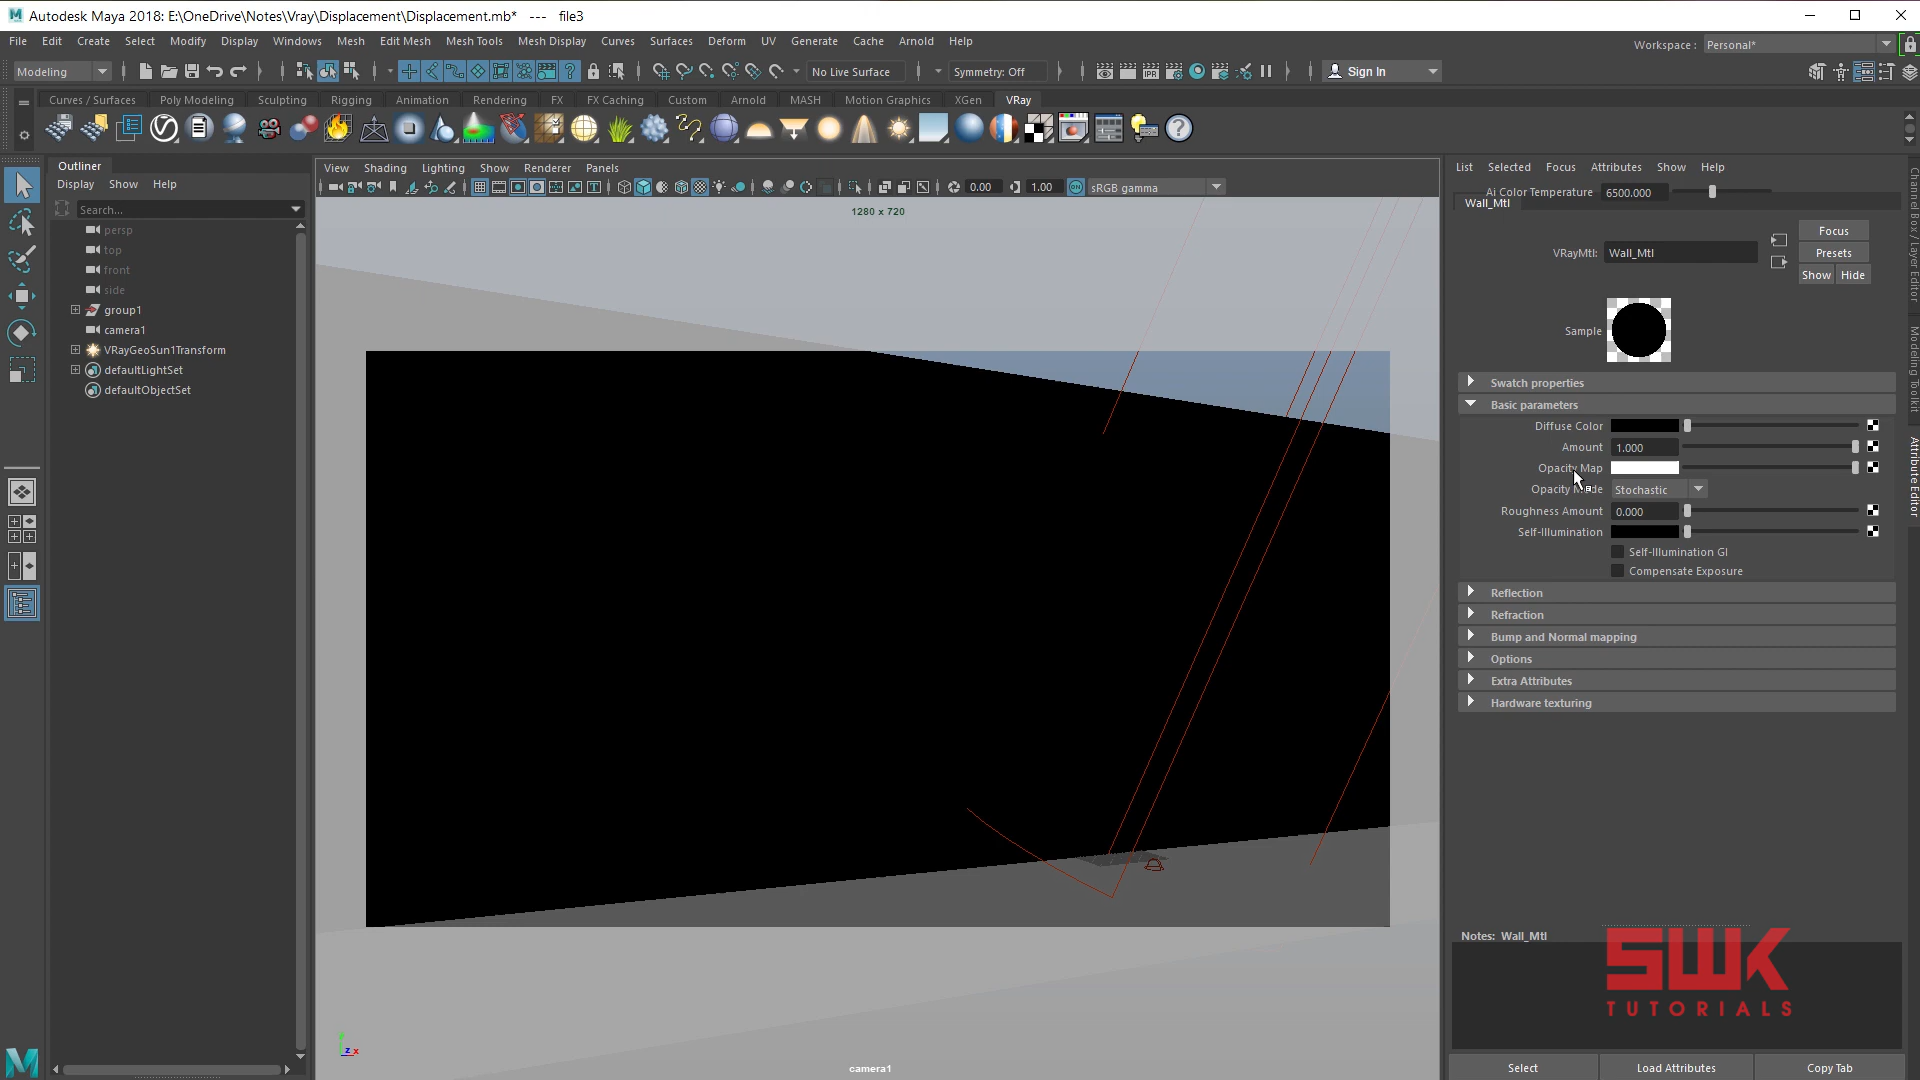 Autodesk Maya 2018: E:\OneDrive\Notes\Vray\Displacement\Displacement.mb* --- file3
File Edit Create Select Modify Display Windows Mesh Edit Mesh Mesh Tools Mesh Display Curves Surfaces Deform UV Generate Cache Arnold Help
Workspace : Personal*
Modeling No Live Surface Symmetry: Off Sign In
Curves / Surfaces Poly Modeling Sculpting Rigging Animation Rendering FX FX Caching Custom Arnold MASH Motion Graphics XGen VRay
Outliner
Display Show Help
Search...
persp
top
front
side
group1
camera1
VRayGeoSun1Transform
defaultLightSet
defaultObjectSet
View Shading Lighting Show Renderer Panels
0.00 1.00 sRGB gamma
1280 x 720
camera1
List Selected Focus Attributes Show Help
Ai Color Temperature 6500.000
Wall_Mtl
VRayMtl: Wall_Mtl
Focus
Presets
Show Hide
Sample
Swatch properties
Basic parameters
Diffuse Color
Amount 1.000
Opacity Map
Opacity Mode Stochastic
Roughness Amount 0.000
Self-Illumination
Self-Illumination GI
Compensate Exposure
Reflection
Refraction
Bump and Normal mapping
Options
Extra Attributes
Hardware texturing
Notes: Wall_Mtl
SWK
TUTORIALS
Select Load Attributes Copy Tab
Channel Box / Layer Editor
Modeling Toolkit
Attribute Editor